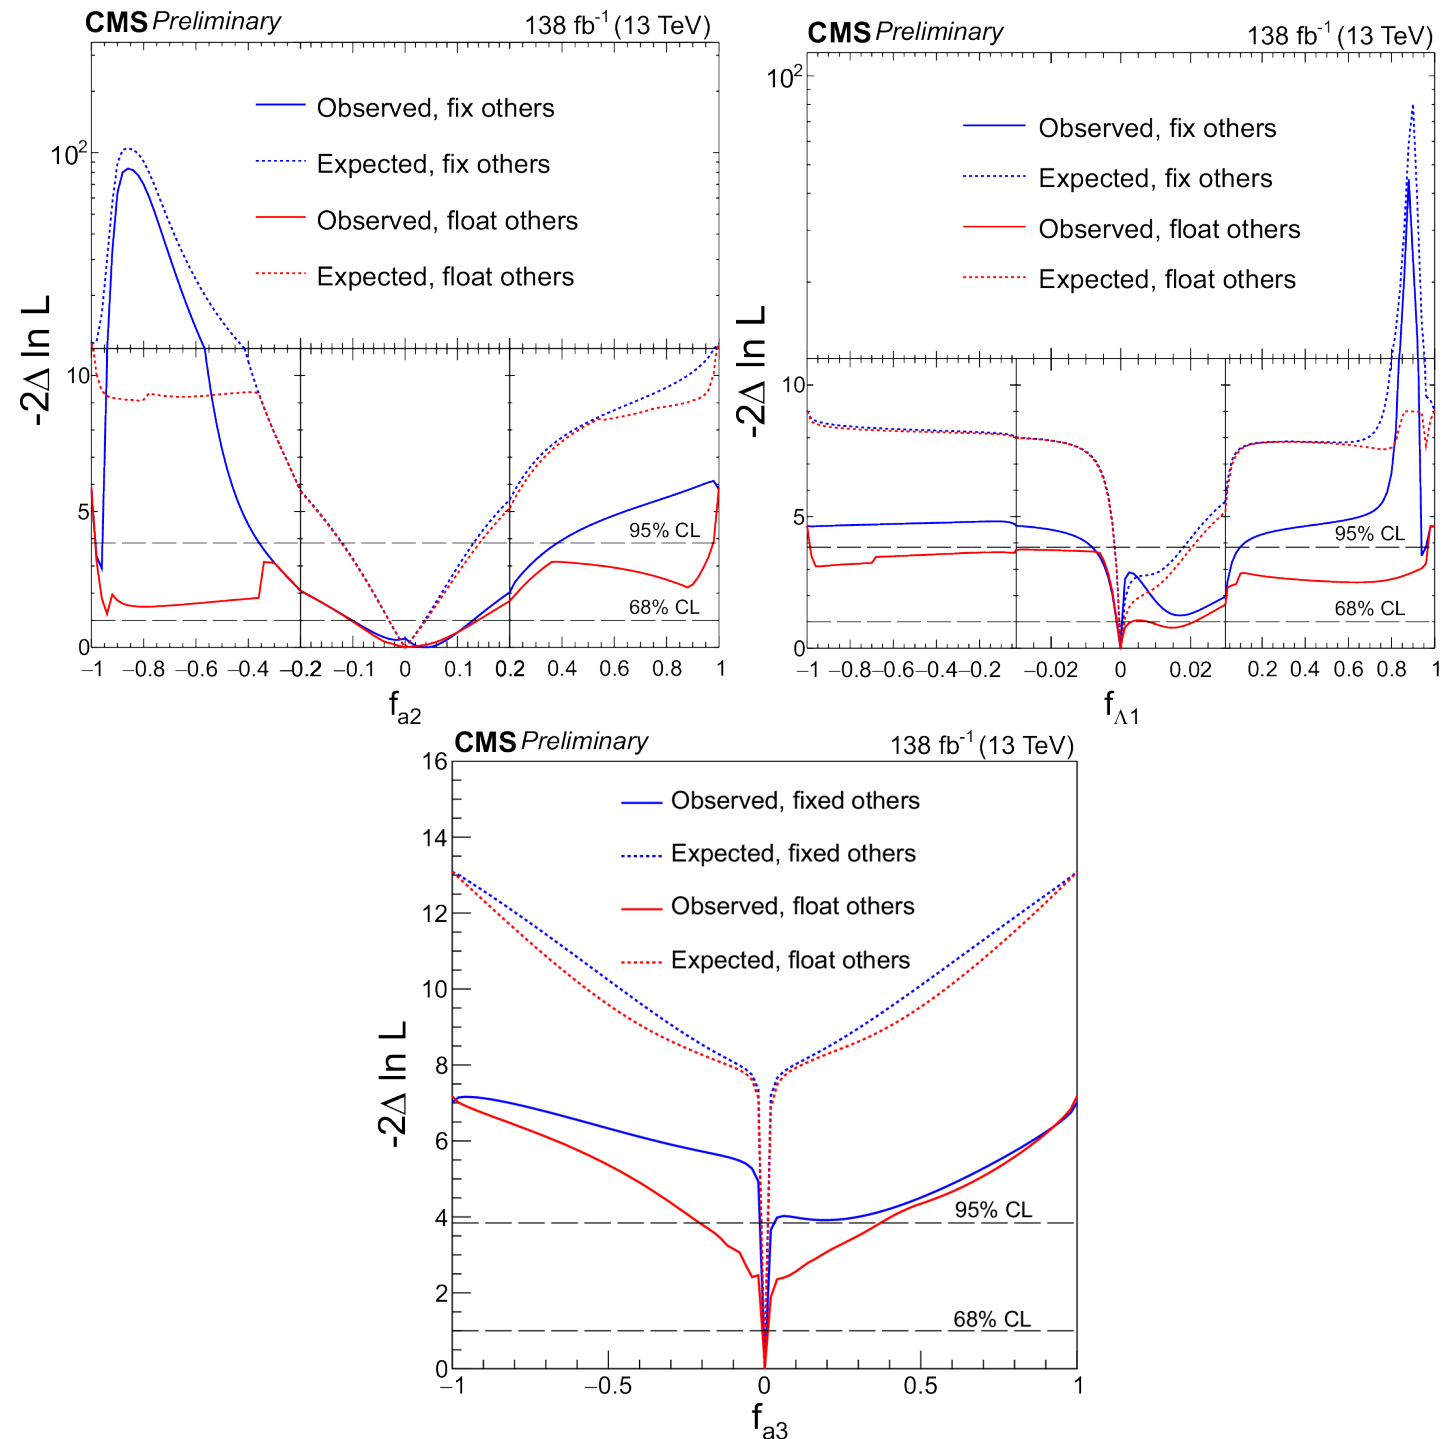 CMS Preliminary 138 fb-1 (13 TeV)
Observed, fix others
Expected, fix others
Observed, float others
Expected, float others
10²
10
5
0
-2Δ ln L
95% CL
68% CL
−1 −0.8 −0.6 −0.4 −0.2 −0.1 0 0.1 0.2 0.4 0.6 0.8 1
fa2
CMS Preliminary 138 fb-1 (13 TeV)
Observed, fix others
Expected, fix others
Observed, float others
Expected, float others
10²
10
5
0
-2Δ ln L
95% CL
68% CL
−1 −0.8 −0.6 −0.4 −0.2 −0.02 0 0.02 0.2 0.4 0.6 0.8 1
fΛ1
CMS Preliminary 138 fb-1 (13 TeV)
Observed, fixed others
Expected, fixed others
Observed, float others
Expected, float others
16
14
12
10
8
6
4
2
0
-2Δ ln L
95% CL
68% CL
−1 −0.5 0 0.5 1
fa3